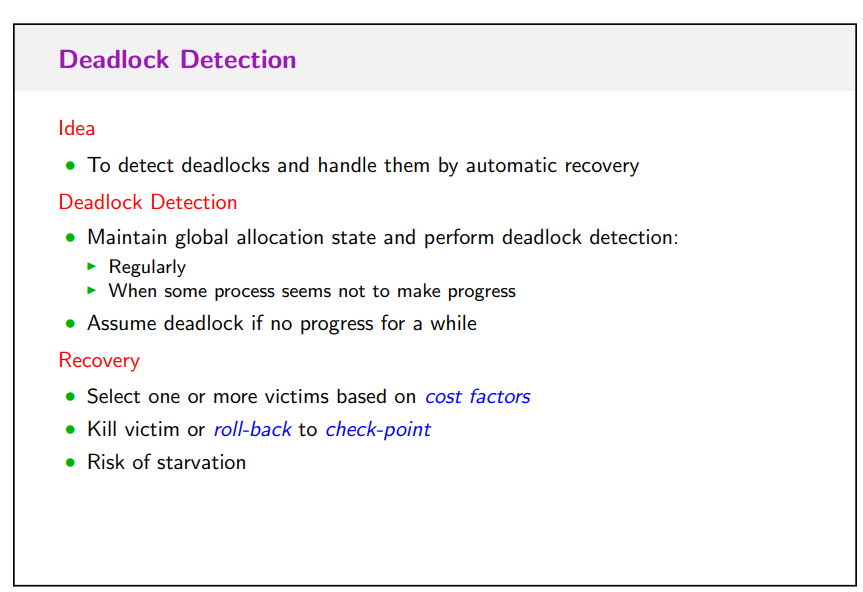 Deadlock Detection
Idea
• To detect deadlocks and handle them by automatic recovery
Deadlock Detection
• Maintain global allocation state and perform deadlock detection:
▶ Regularly
▶ When some process seems not to make progress
• Assume deadlock if no progress for a while
Recovery
• Select one or more victims based on cost factors
• Kill victim or roll-back to check-point
• Risk of starvation